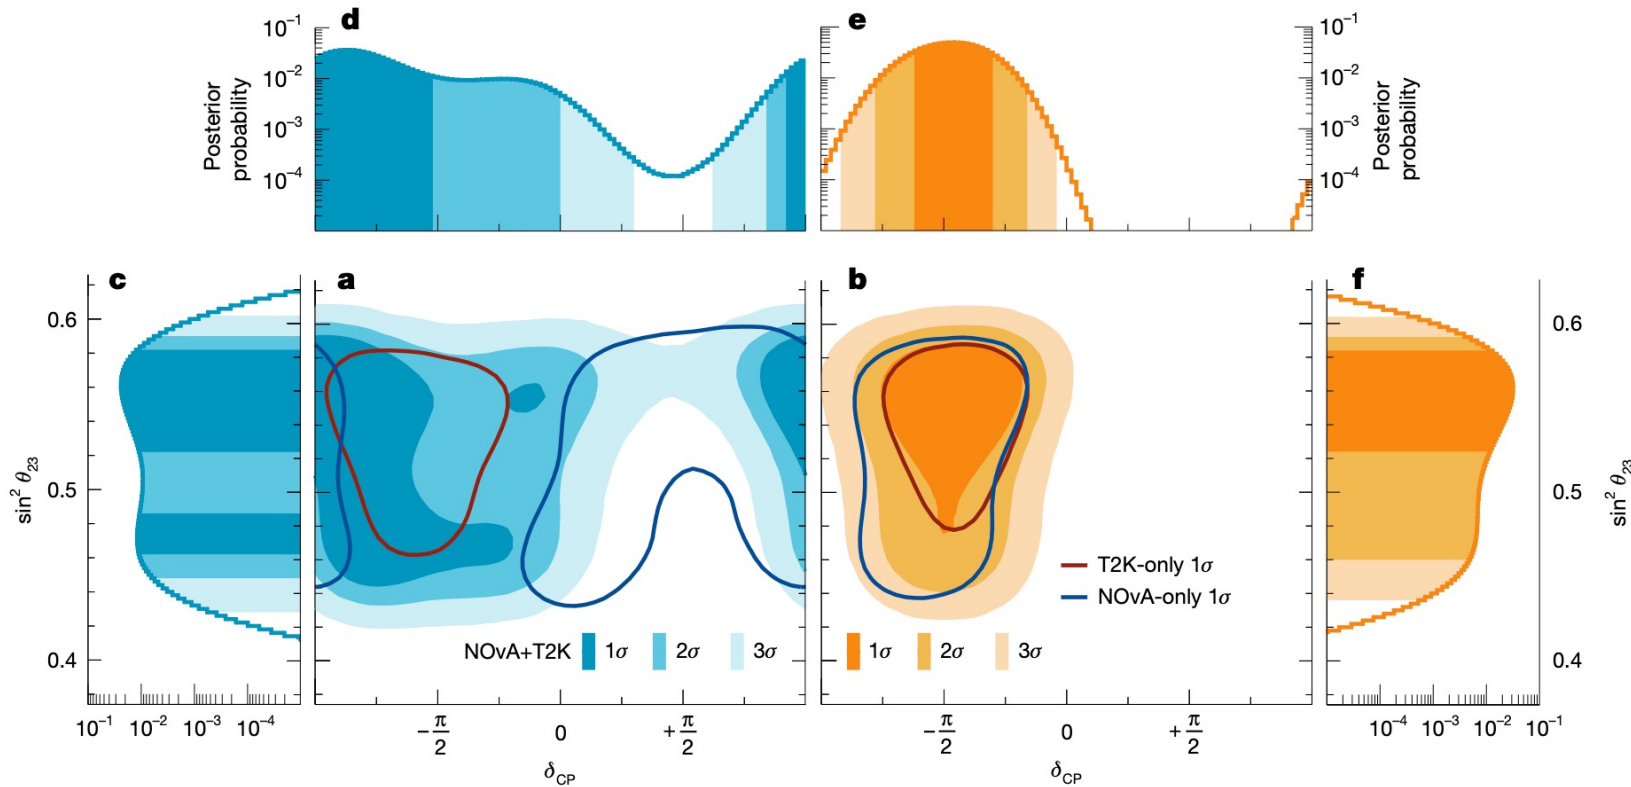 d
e
10⁻¹
10⁻²
10⁻³
10⁻⁴
Posterior
probability
10⁻¹
10⁻²
10⁻³
10⁻⁴
Posterior
probability
c
a
b
f
0.6
0.5
0.4
sin² θ₂₃
0.6
0.5
0.4
sin² θ₂₃
T2K-only 1σ
NOvA-only 1σ
NOvA+T2K 1σ 2σ 3σ
1σ 2σ 3σ
10⁻¹ 10⁻² 10⁻³ 10⁻⁴
−π/2 0 +π/2
δCP
−π/2 0 +π/2
δCP
10⁻⁴ 10⁻³ 10⁻² 10⁻¹